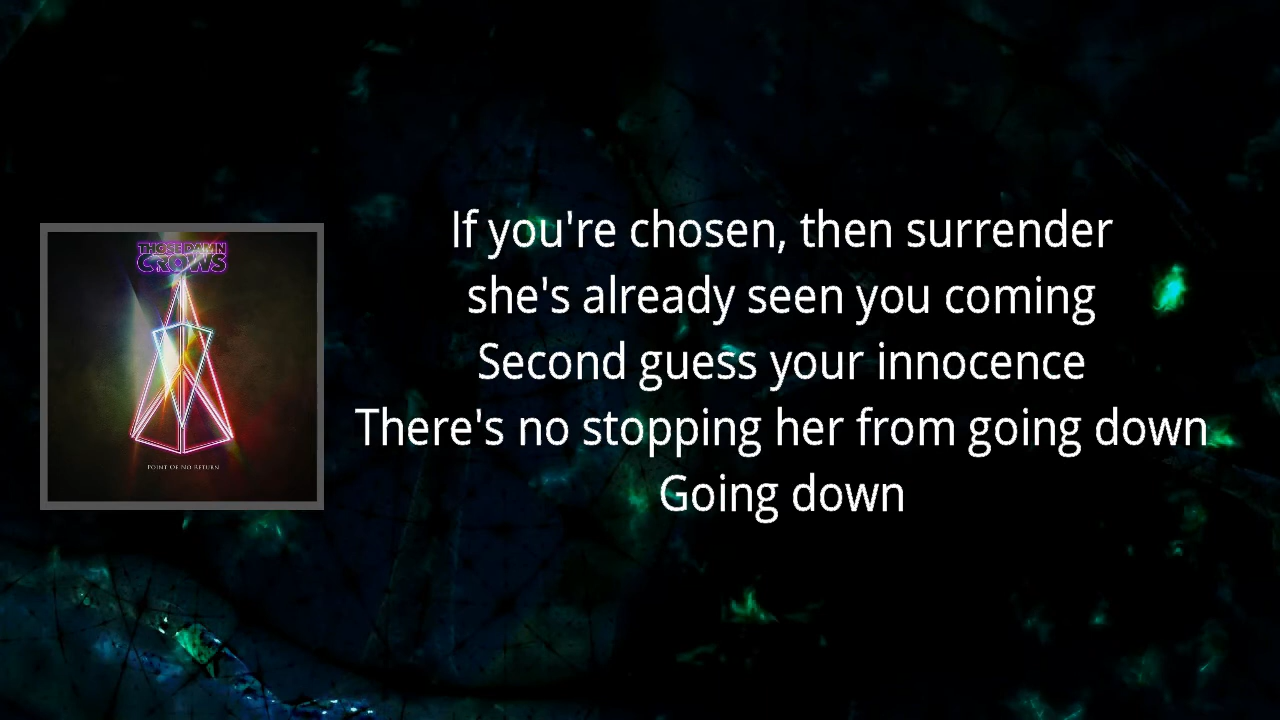 THOSE DAMN
CROWS
POINT OF NO RETURN
If you're chosen, then surrender
she's already seen you coming
Second guess your innocence
There's no stopping her from going down
Going down